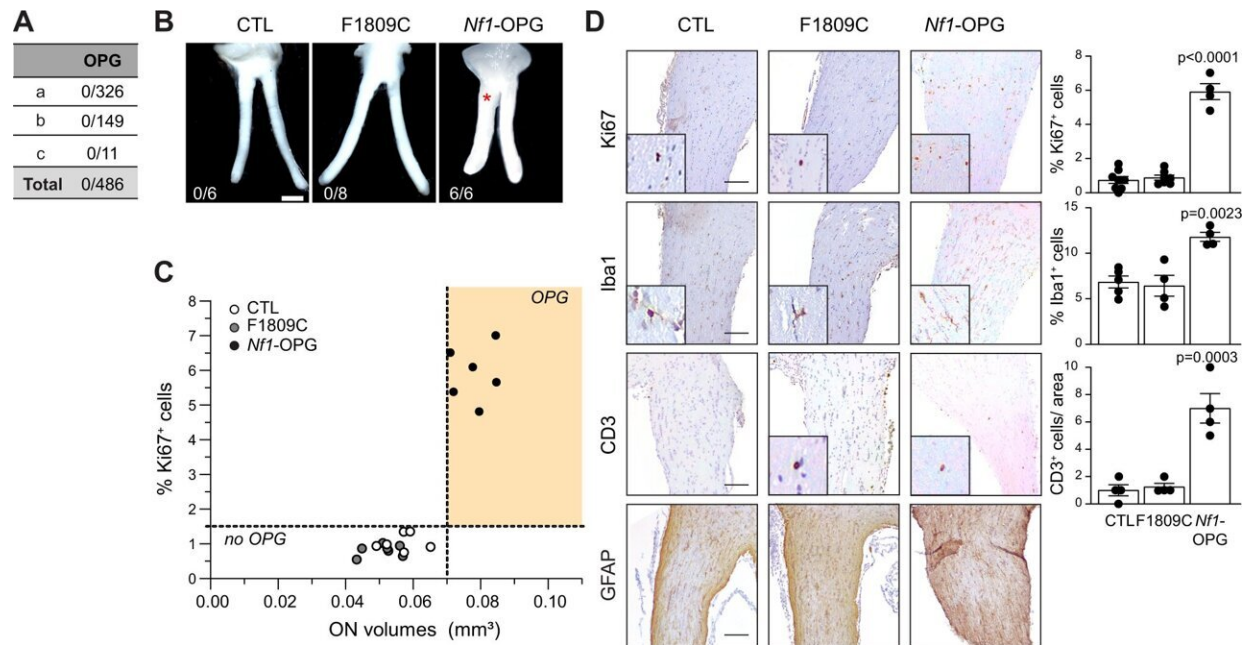 A
OPG
a 0/326
b 0/149
c 0/11
Total 0/486
B
CTL F1809C Nf1-OPG
*
0/6 0/8 6/6
C
CTL
F1809C
Nf1-OPG
OPG
no OPG
% Ki67⁺ cells
8
7
6
5
4
3
2
1
0
0.00 0.02 0.04 0.06 0.08 0.10
ON volumes (mm³)
D
CTL F1809C Nf1-OPG
Ki67
Iba1
CD3
GFAP
p<0.0001
% Ki67⁺ cells
8
6
4
2
0
p=0.0023
% Iba1⁺ cells
15
10
5
0
p=0.0003
CD3⁺ cells/ area
10
8
6
4
2
0
CTL F1809C Nf1-
OPG